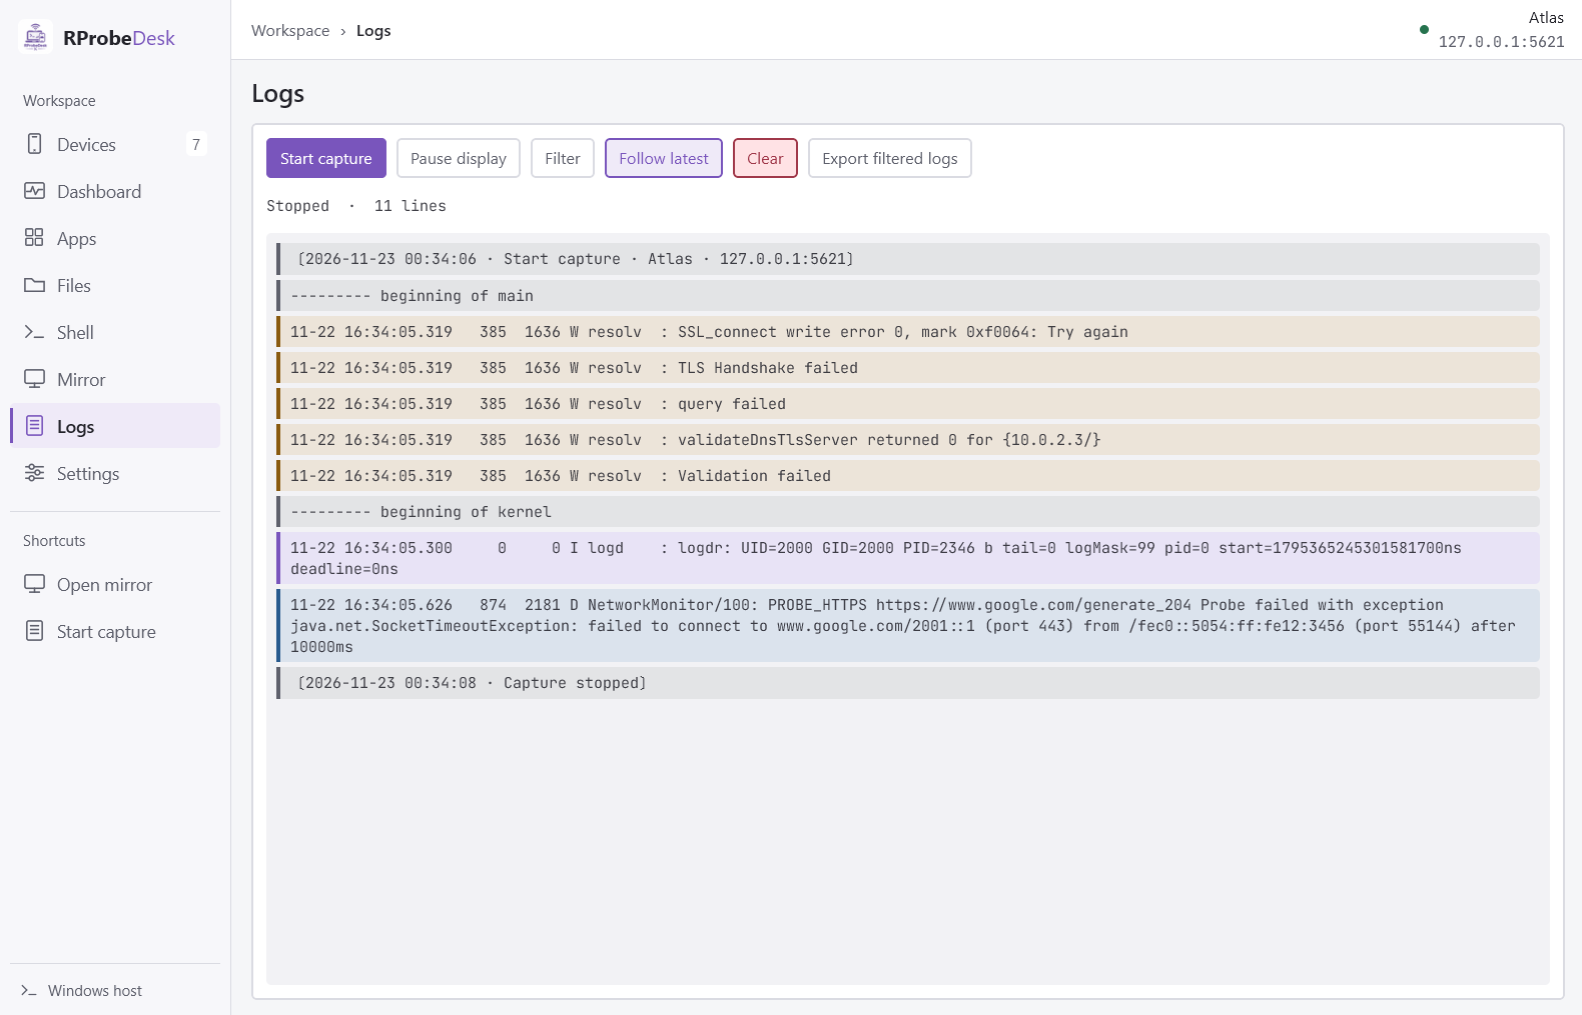 RProbeDesk
Workspace
Devices 7
Dashboard
Apps
Files
Shell
Mirror
Logs
Settings
Shortcuts
Open mirror
Start capture
Windows host
Workspace › Logs
Atlas
127.0.0.1:5621
Logs
Start capture Pause display Filter Follow latest Clear Export filtered logs
Stopped · 11 lines
[2026-11-23 00:34:06 · Start capture · Atlas · 127.0.0.1:5621]
--------- beginning of main
11-22 16:34:05.319   385  1636 W resolv  : SSL_connect write error 0, mark 0xf0064: Try again
11-22 16:34:05.319   385  1636 W resolv  : TLS Handshake failed
11-22 16:34:05.319   385  1636 W resolv  : query failed
11-22 16:34:05.319   385  1636 W resolv  : validateDnsTlsServer returned 0 for {10.0.2.3/}
11-22 16:34:05.319   385  1636 W resolv  : Validation failed
--------- beginning of kernel
11-22 16:34:05.300     0     0 I logd    : logdr: UID=2000 GID=2000 PID=2346 b tail=0 logMask=99 pid=0 start=1795365245301581700ns
deadline=0ns
11-22 16:34:05.626   874  2181 D NetworkMonitor/100: PROBE_HTTPS https://www.google.com/generate_204 Probe failed with exception
java.net.SocketTimeoutException: failed to connect to www.google.com/2001::1 (port 443) from /fec0::5054:ff:fe12:3456 (port 55144) after
10000ms
[2026-11-23 00:34:08 · Capture stopped]